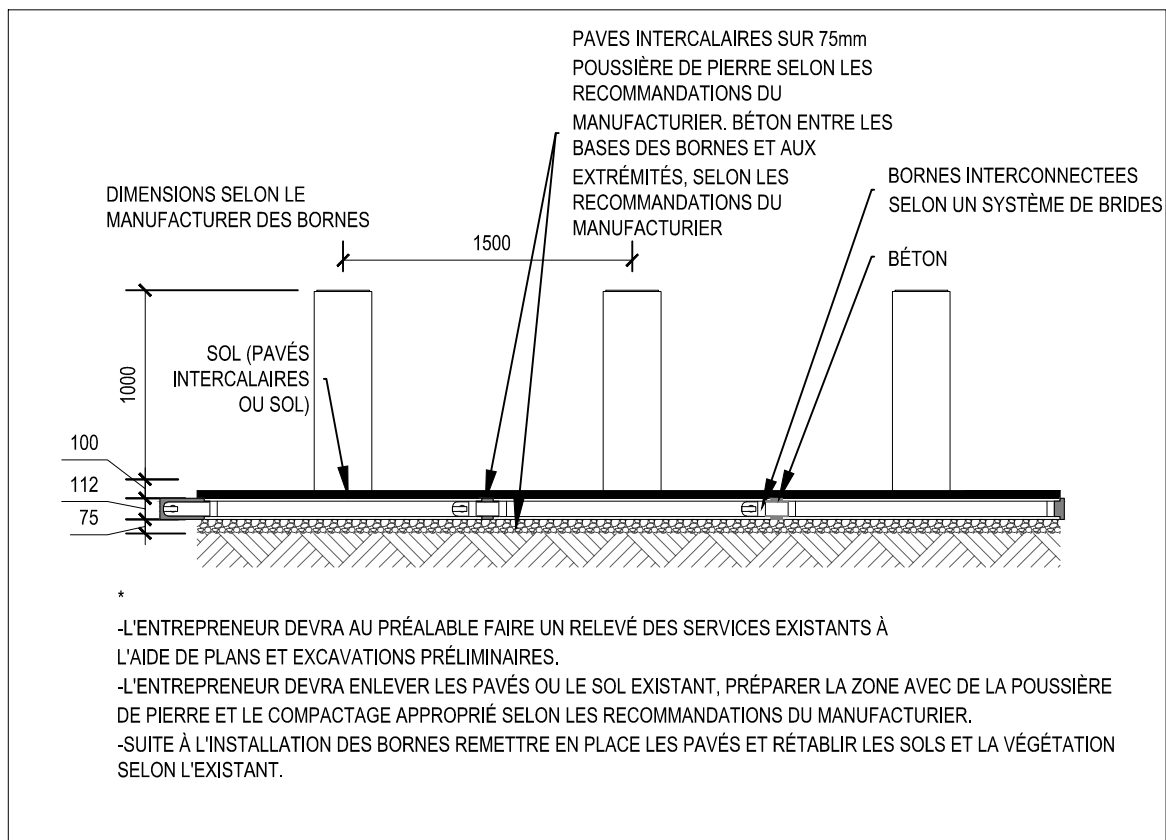 PAVES INTERCALAIRES SUR 75mm
POUSSIÈRE DE PIERRE SELON LES
RECOMMANDATIONS DU
MANUFACTURIER. BÉTON ENTRE LES
BASES DES BORNES ET AUX
EXTRÉMITÉS, SELON LES
RECOMMANDATIONS DU
MANUFACTURIER
DIMENSIONS SELON LE
MANUFACTURER DES BORNES
BORNES INTERCONNECTEES
SELON UN SYSTÈME DE BRIDES
BÉTON
1500
SOL (PAVÉS
INTERCALAIRES
OU SOL)
1000
100
112
75
*
-L'ENTREPRENEUR DEVRA AU PRÉALABLE FAIRE UN RELEVÉ DES SERVICES EXISTANTS À
L'AIDE DE PLANS ET EXCAVATIONS PRÉLIMINAIRES.
-L'ENTREPRENEUR DEVRA ENLEVER LES PAVÉS OU LE SOL EXISTANT, PRÉPARER LA ZONE AVEC DE LA POUSSIÈRE
DE PIERRE ET LE COMPACTAGE APPROPRIÉ SELON LES RECOMMANDATIONS DU MANUFACTURIER.
-SUITE À L'INSTALLATION DES BORNES REMETTRE EN PLACE LES PAVÉS ET RÉTABLIR LES SOLS ET LA VÉGÉTATION
SELON L'EXISTANT.